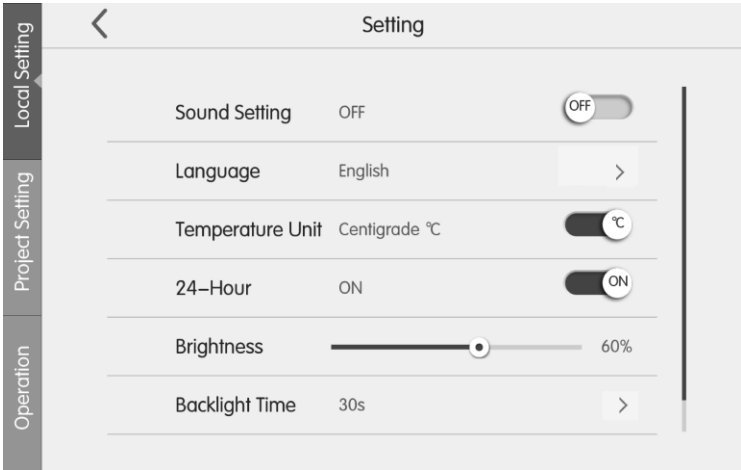 Setting
Local Setting
Project Setting
Operation
Sound Setting OFF OFF
Language English
Temperature Unit Centigrade ℃ ℃
24–Hour ON ON
Brightness 60%
Backlight Time 30s